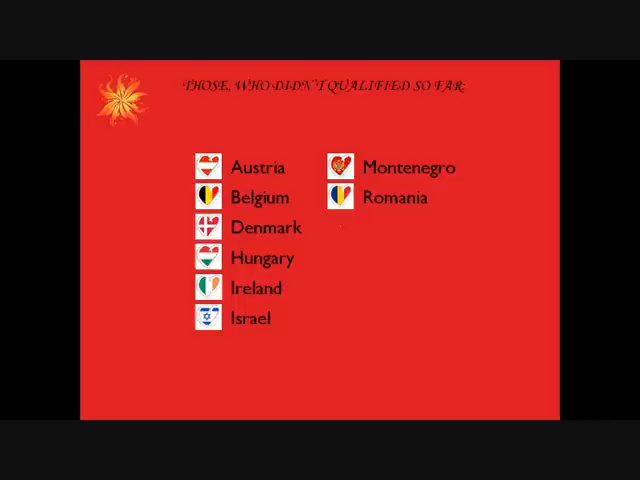 THOSE, WHO DIDN`T QUALIFIED SO FAR:
Austria
Belgium
Denmark
Hungary
Ireland
Israel
Montenegro
Romania